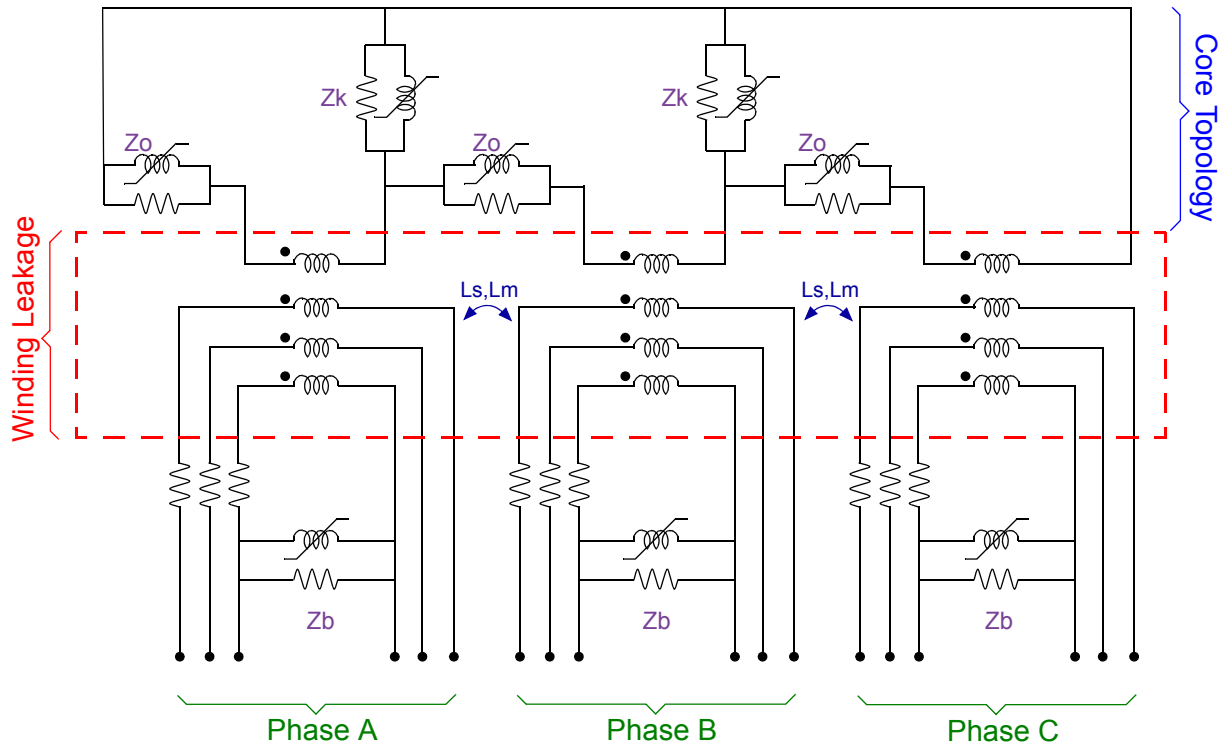 Zk
Zk
Core Topology
Zo
Zo
Zo
Winding Leakage
Ls,Lm
Ls,Lm
Zb
Zb
Zb
Phase A
Phase B
Phase C